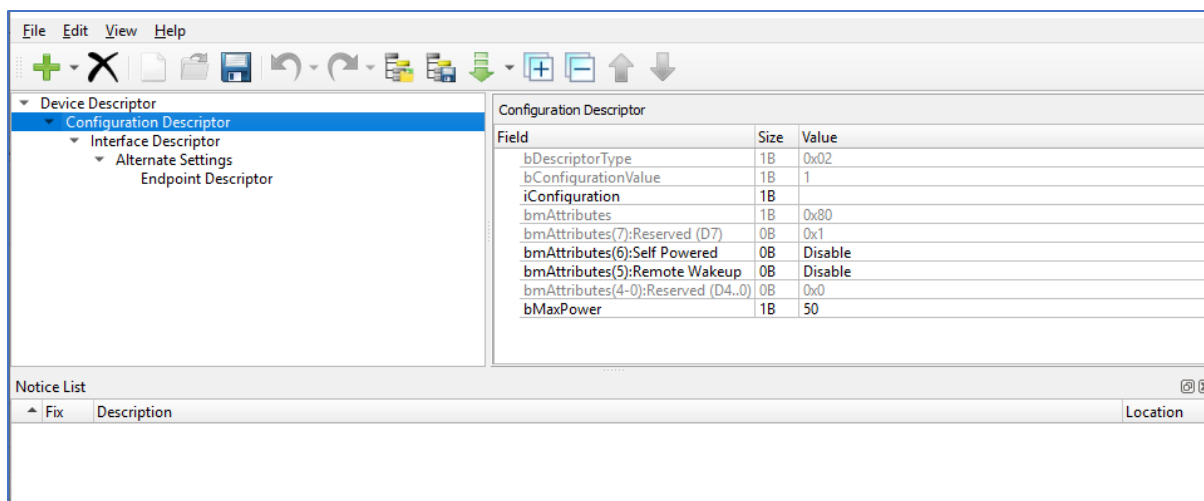 File Edit View Help
Device Descriptor
Configuration Descriptor
Interface Descriptor
Alternate Settings
Endpoint Descriptor
Configuration Descriptor
Field Size Value
bDescriptorType 1B 0x02
bConfigurationValue 1B 1
iConfiguration 1B
bmAttributes 1B 0x80
bmAttributes(7):Reserved (D7) 0B 0x1
bmAttributes(6):Self Powered 0B Disable
bmAttributes(5):Remote Wakeup 0B Disable
bmAttributes(4-0):Reserved (D4..0) 0B 0x0
bMaxPower 1B 50
Notice List
Fix Description Location